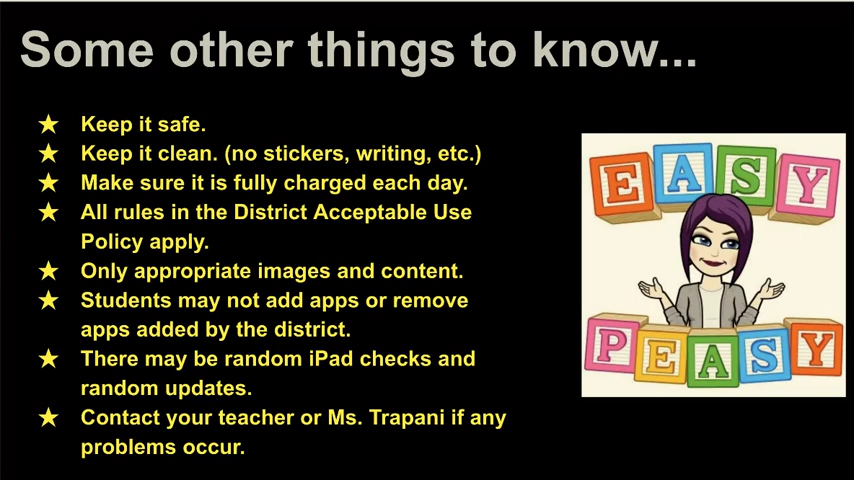 Some other things to know...
★ Keep it safe.
★ Keep it clean. (no stickers, writing, etc.)
★ Make sure it is fully charged each day.
★ All rules in the District Acceptable Use
Policy apply.
★ Only appropriate images and content.
★ Students may not add apps or remove
apps added by the district.
★ There may be random iPad checks and
random updates.
★ Contact your teacher or Ms. Trapani if any
problems occur.
EASY
PEASY